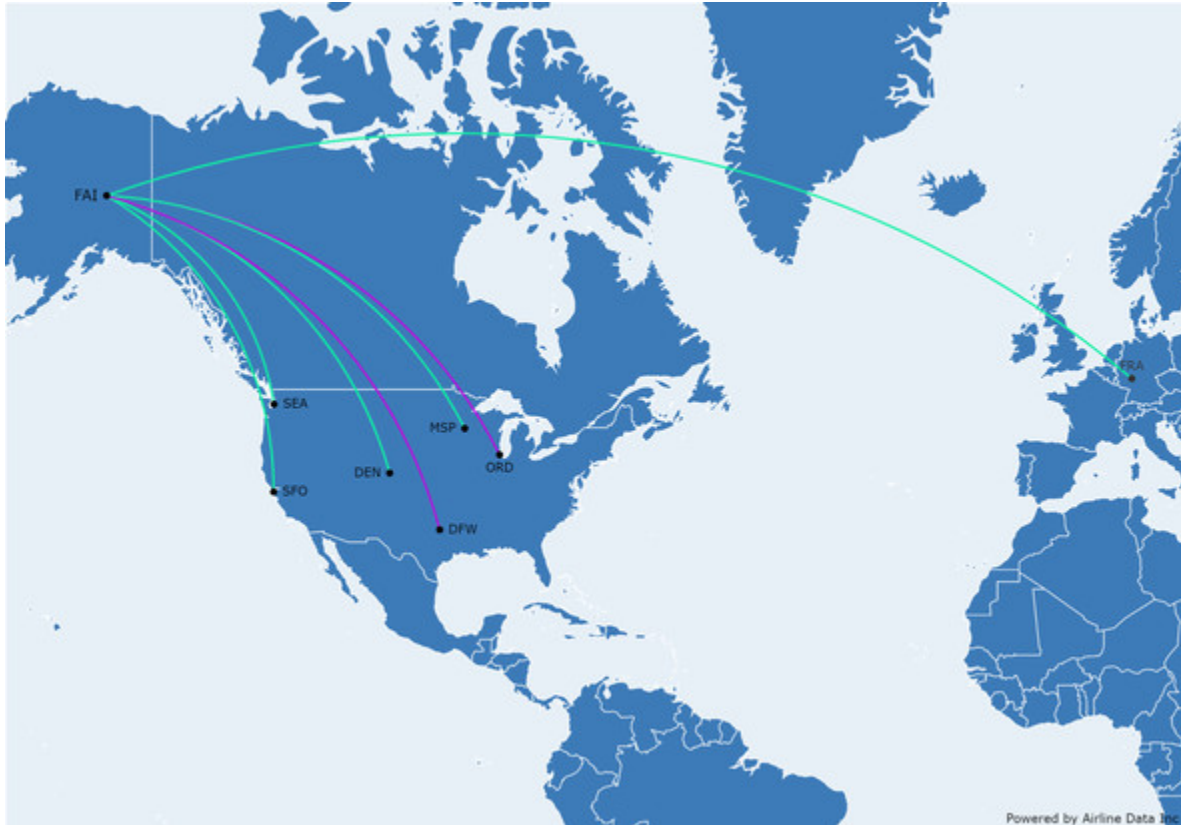 FAI
FRA
SEA
MSP
ORD
DEN
SFO
DFW
Powered by Airline Data Inc